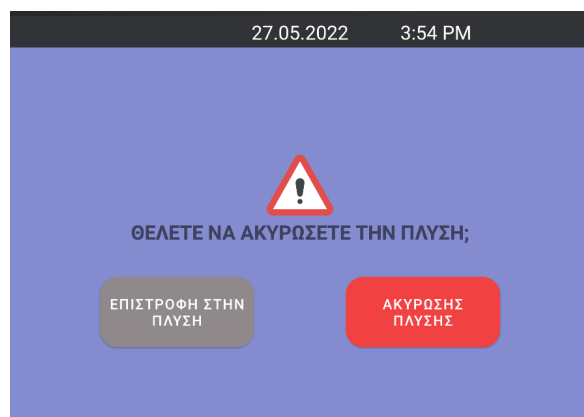 27.05.2022 3:54 PM
ΘΕΛΕΤΕ ΝΑ ΑΚΥΡΩΣΕΤΕ ΤΗΝ ΠΛΥΣΗ;
ΕΠΙΣΤΡΟΦΗ ΣΤΗΝ
ΠΛΥΣΗ
ΑΚΥΡΩΣΗΣ
ΠΛΥΣΗΣ